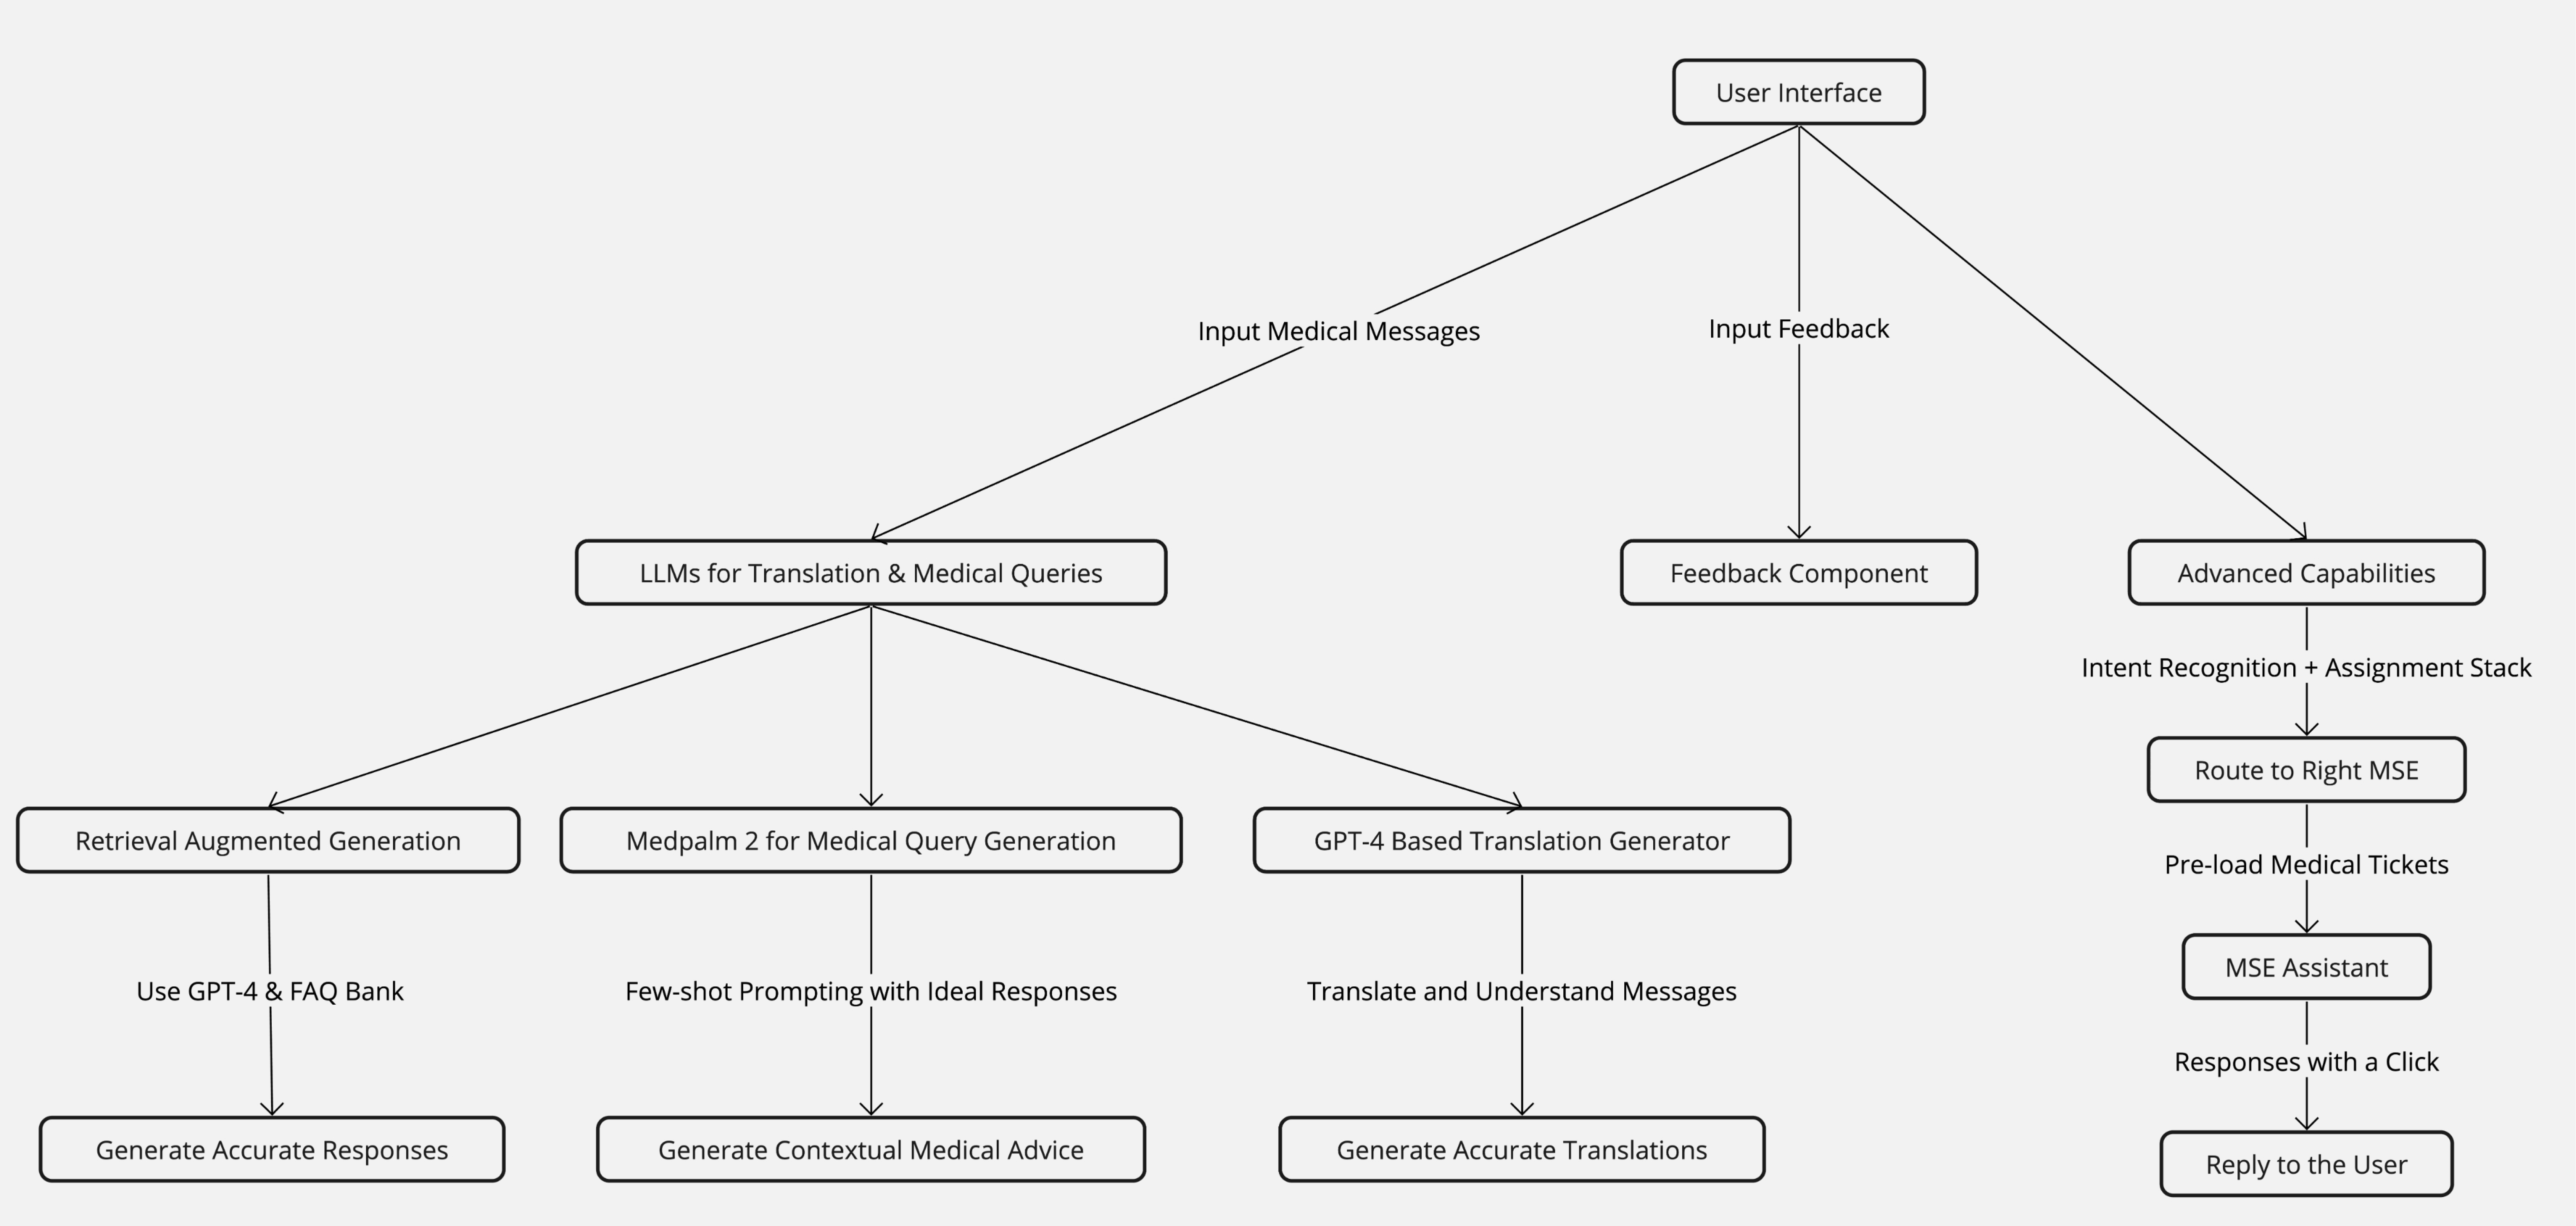 User Interface
Input Medical Messages
Input Feedback
LLMs for Translation & Medical Queries
Feedback Component
Advanced Capabilities
Intent Recognition + Assignment Stack
Route to Right MSE
Retrieval Augmented Generation
Medpalm 2 for Medical Query Generation
GPT-4 Based Translation Generator
Pre-load Medical Tickets
MSE Assistant
Use GPT-4 & FAQ Bank
Few-shot Prompting with Ideal Responses
Translate and Understand Messages
Responses with a Click
Generate Accurate Responses
Generate Contextual Medical Advice
Generate Accurate Translations
Reply to the User